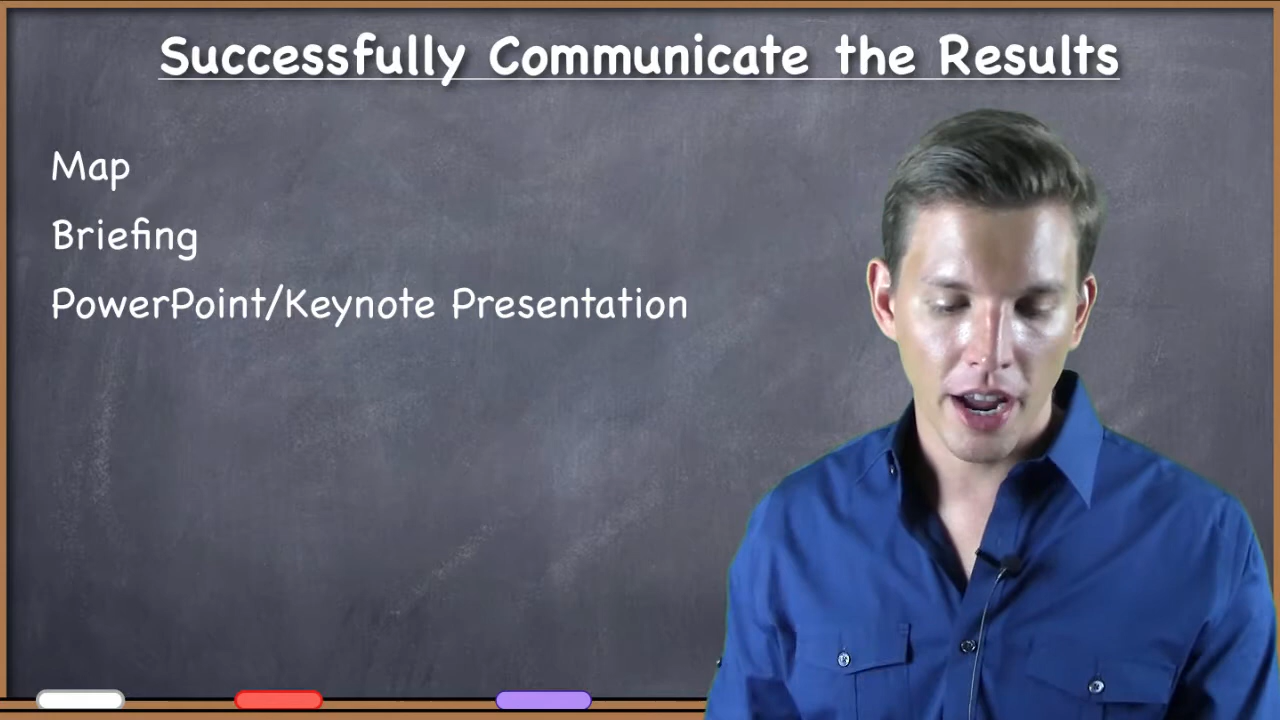 Successfully Communicate the Results
Map
Briefing
PowerPoint/Keynote Presentation